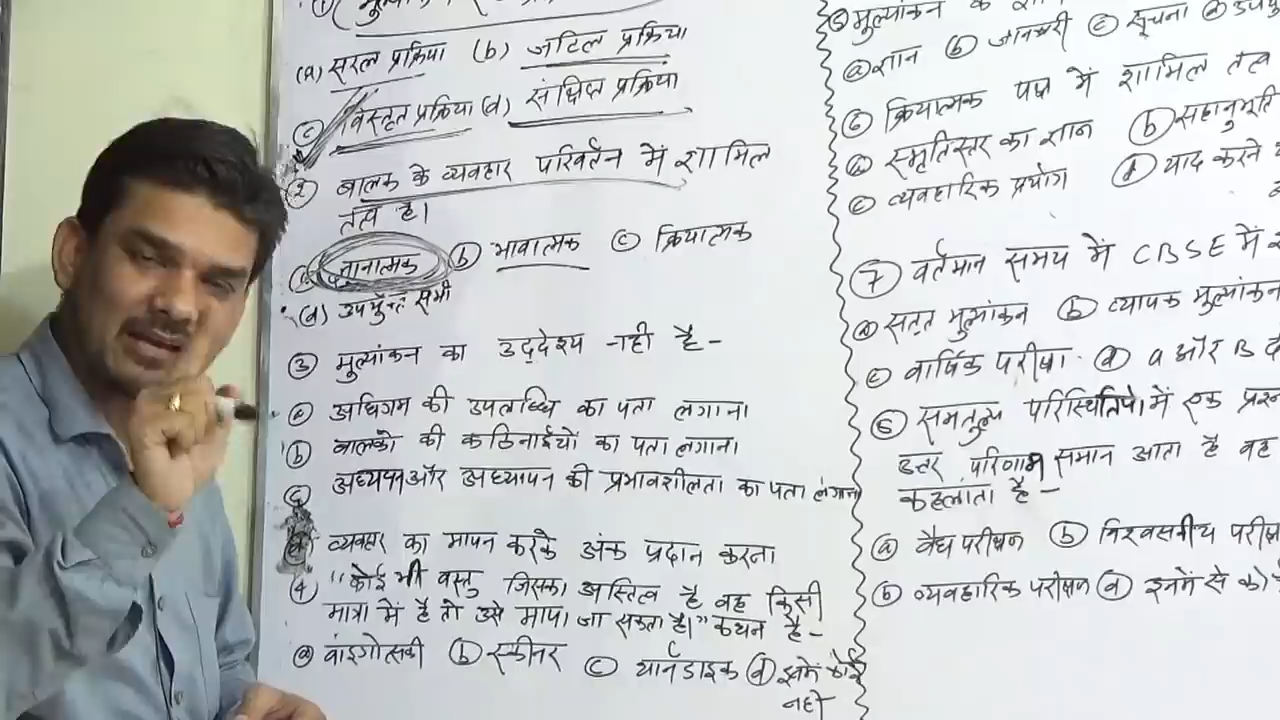 (a) सरल प्रक्रिया (b) जटिल प्रक्रिया
(c) विस्तृत प्रक्रिया (d) संक्षिप्त प्रक्रिया
(2) बालक के व्यवहार परिवर्तन में शामिल
तत्व है।
(a) ज्ञानात्मक (b) भावात्मक (c) क्रियात्मक
(d) उपर्युक्त सभी
(3) मुल्यांकन का उद्देश्य नही है-
(a) अधिगम की उपलब्धि का पता लगाना
(b) बालको की कठिनाईयों का पता लगाना
(c) अध्ययन और अध्यापन की प्रभावशीलता का पता लगाना
(d) व्यवहार का मापन करके अंक प्रदान करना
(4) "कोई भी वस्तु जिसका अस्तित्व है वह किसी
मात्रा में है तो उसे मापा जा सकता है।" कथन है-
(a) वाइगोत्सकी (b) स्कीनर (c) थार्नडाइक (d) इनमें कोई
नही
(5) मुल्यांकन के
(a) ज्ञान (b) जानकारी (c) सूचना (d)
(6) क्रियात्मक पक्ष में शामिल तत्व
(a) स्मृतिस्तर का ज्ञान (b) सहानुभूति
(c) व्यवहारिक प्रयोग (d) याद करने
(7) वर्तमान समय में CBSE में
(a) सतत मुल्यांकन (b) व्यापक मुल्यांकन
(c) वार्षिक परीक्षा (d) a और B
समतुल्य परिस्थितियो में एक प्रश्न
उत्तर परिणाम समान आता है वह
कहलाता है-
(a) वैध परीक्षण (b) विश्वसनीय
(b) व्यवहारिक परीक्षण (d) इनमें से